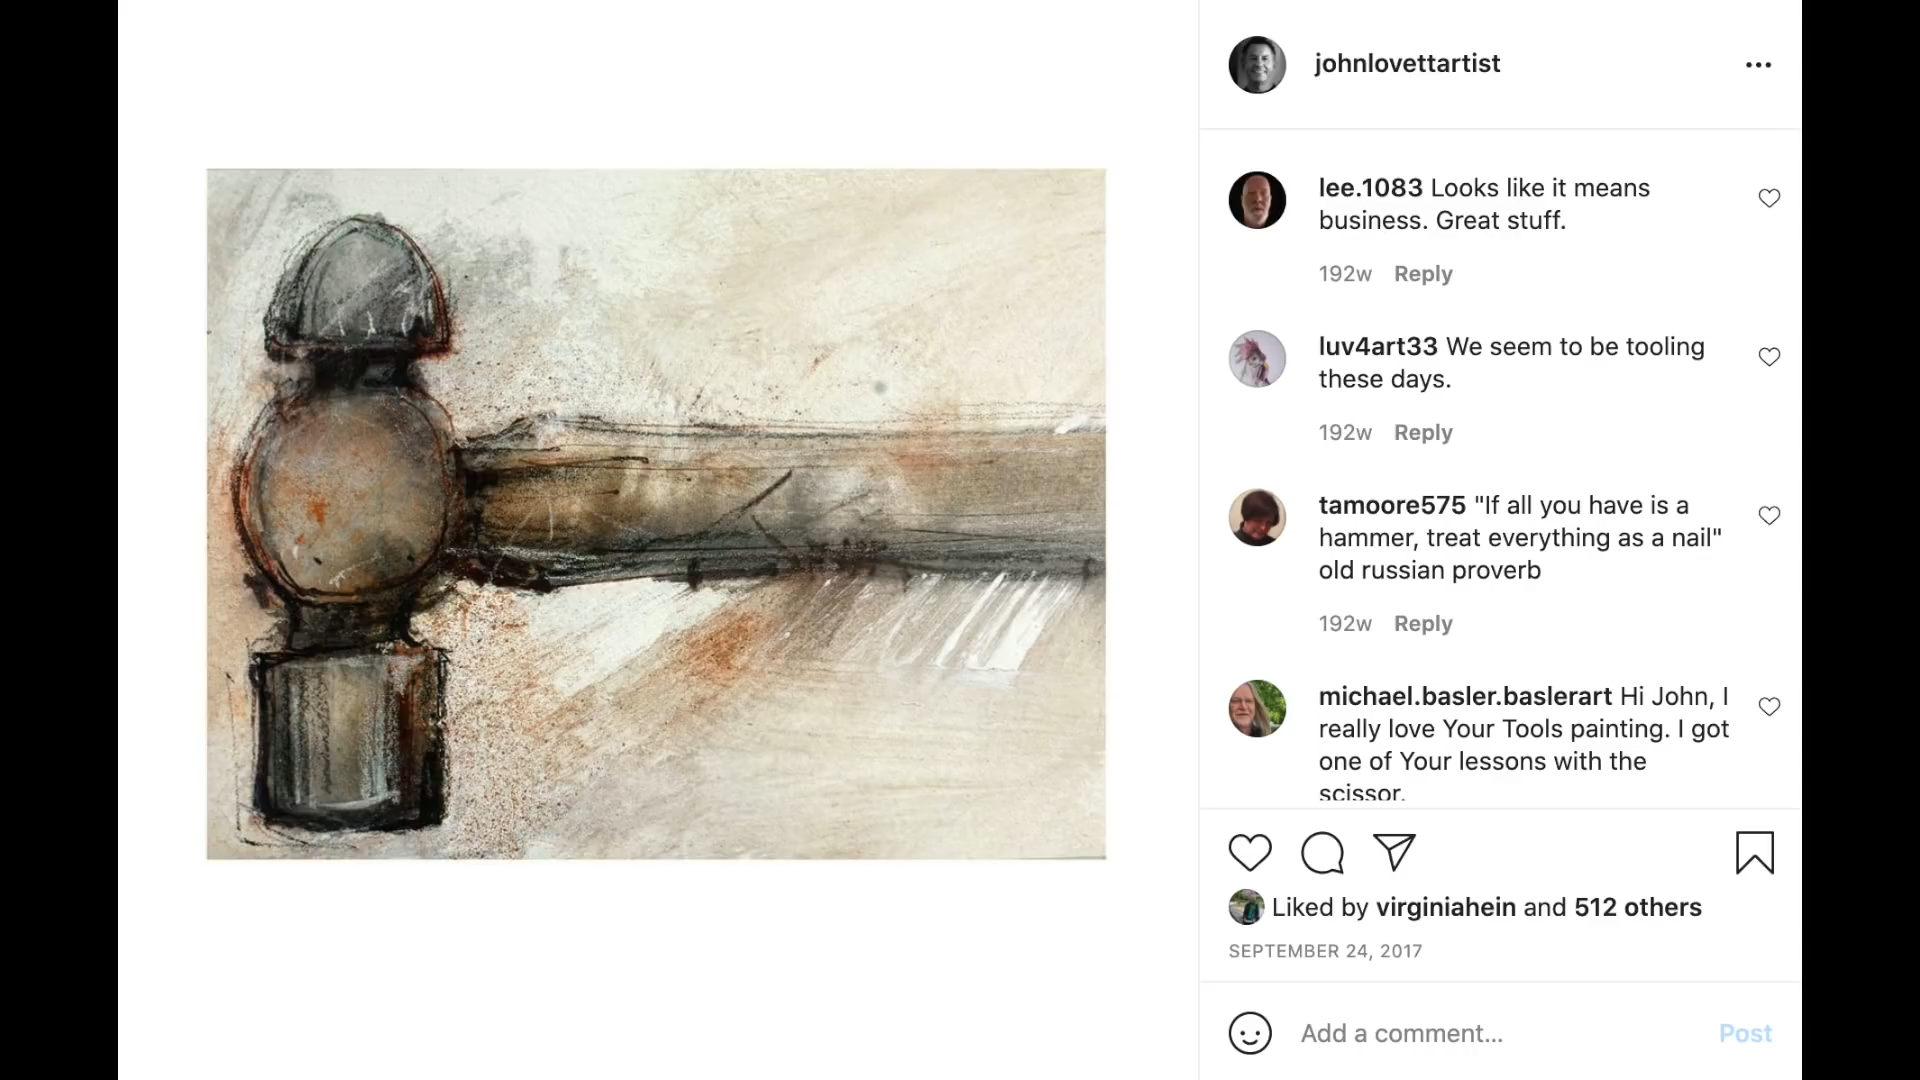 johnlovettartist
lee.1083 Looks like it means
business. Great stuff.
192w Reply
luv4art33 We seem to be tooling
these days.
192w Reply
tamoore575 "If all you have is a
hammer, treat everything as a nail"
old russian proverb
192w Reply
michael.basler.baslerart Hi John, I
really love Your Tools painting. I got
one of Your lessons with the
scissor.
Liked by virginiahein and 512 others
SEPTEMBER 24, 2017
Add a comment...
Post